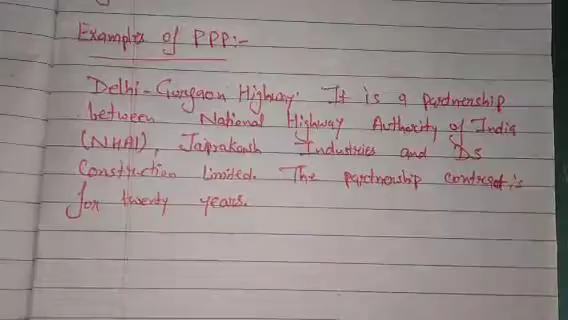 Examples of PPP:-
Delhi-Gurgaon Highway: It is a partnership
between National Highway Authority of India
(NHAI), Jaiprakash Industries and DS
Construction Limited. The partnership contract is
for twenty years.